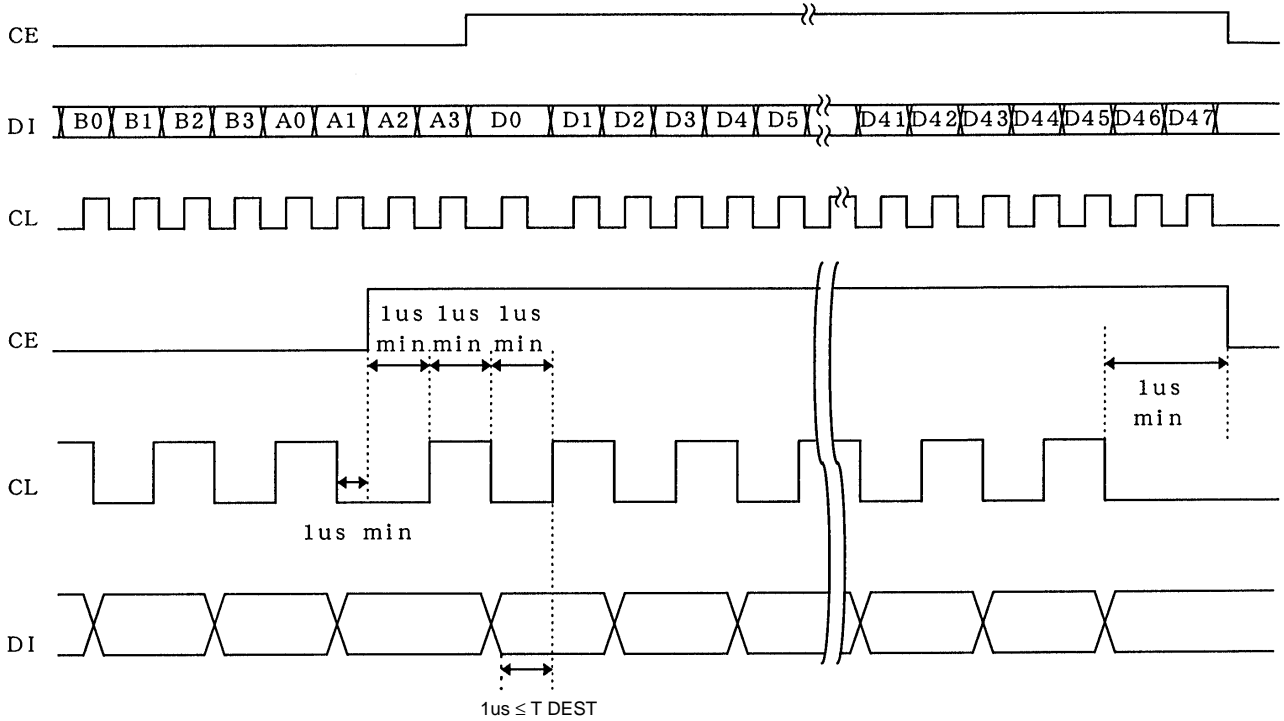 CE
DI B0 B1 B2 B3 A0 A1 A2 A3 D0 D1 D2 D3 D4 D5 D41 D42 D43 D44 D45 D46 D47
CL
CE
1us 1us 1us
min min min
1us
min
CL
1us min
DI
1us ≤ T DEST